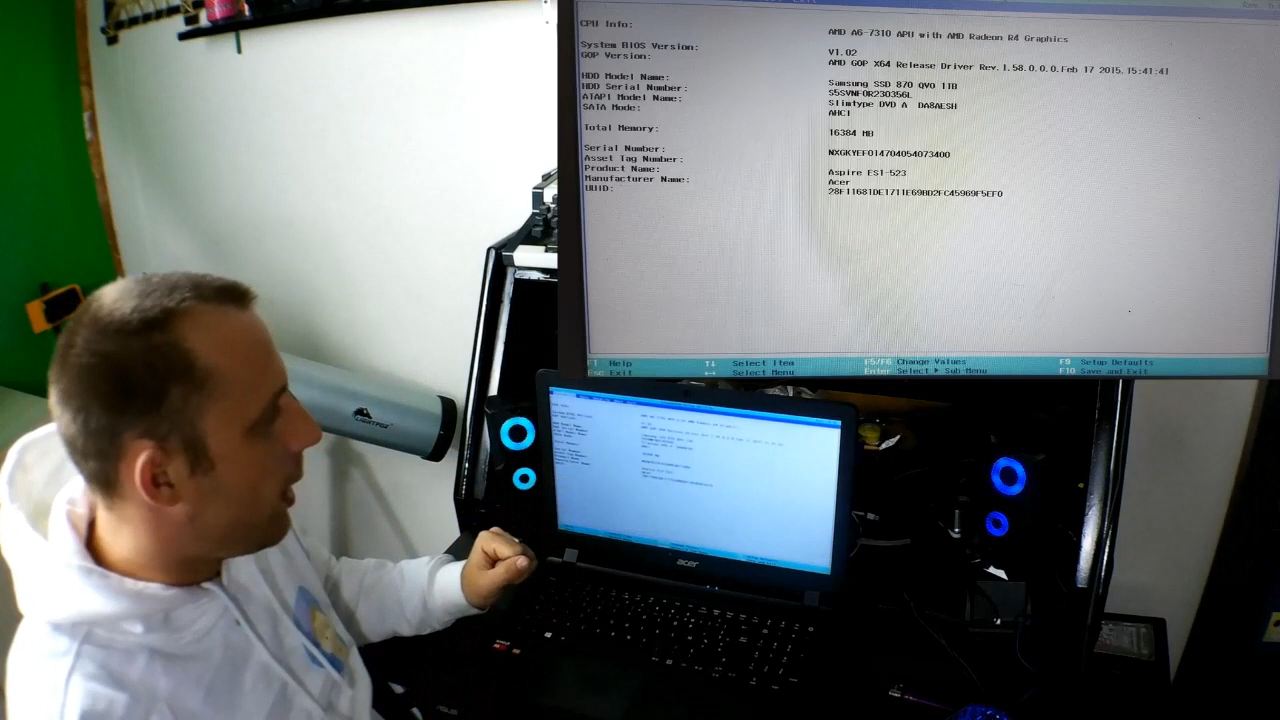 CPU Info: AMD A6-7310 APU with AMD Radeon R4 Graphics
System BIOS Version: V1.02
GOP Version: AMD GOP X64 Release Driver Rev.1.58.0.0.0.Feb 17 2015.15:41:41
HDD Model Name: Samsung SSD 870 QVO 1TB
HDD Serial Number: S5SVNF0R230356L
ATAPI Model Name: Slimtype DVD A DA8AESH
SATA Mode: AHCI
Total Memory: 16384 MB
Serial Number: NXGKYEF014704054073400
Asset Tag Number:
Product Name: Aspire ES1-523
Manufacturer Name: Acer
UUID: 28F11681DE1711E69BD2FC45969F5EF0
F1 Help ↑↓ Select Item F5/F6 Change Values F9 Setup Defaults
Esc Exit ←→ Select Menu Enter Select ▶ Sub-Menu F10 Save and Exit
LIGHTFOX
acer
ASUS